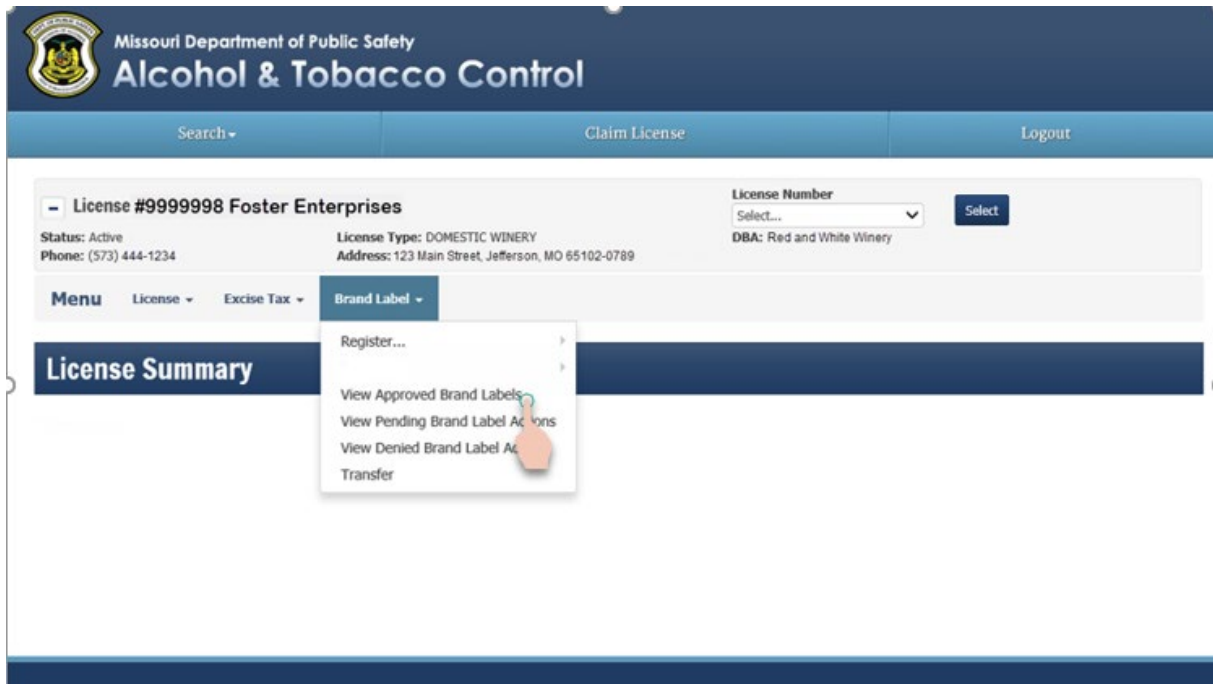 Missouri Department of Public Safety
Alcohol & Tobacco Control
Search
Claim License
Logout
License #9999998 Foster Enterprises
License Number
Select...
Select
Status: Active
License Type: DOMESTIC WINERY
DBA: Red and White Winery
Phone: (573) 444-1234
Address: 123 Main Street, Jefferson, MO 65102-0789
Menu License Excise Tax Brand Label
Register...
License Summary
View Approved Brand Labels
View Pending Brand Label Actions
View Denied Brand Label Ac
Transfer